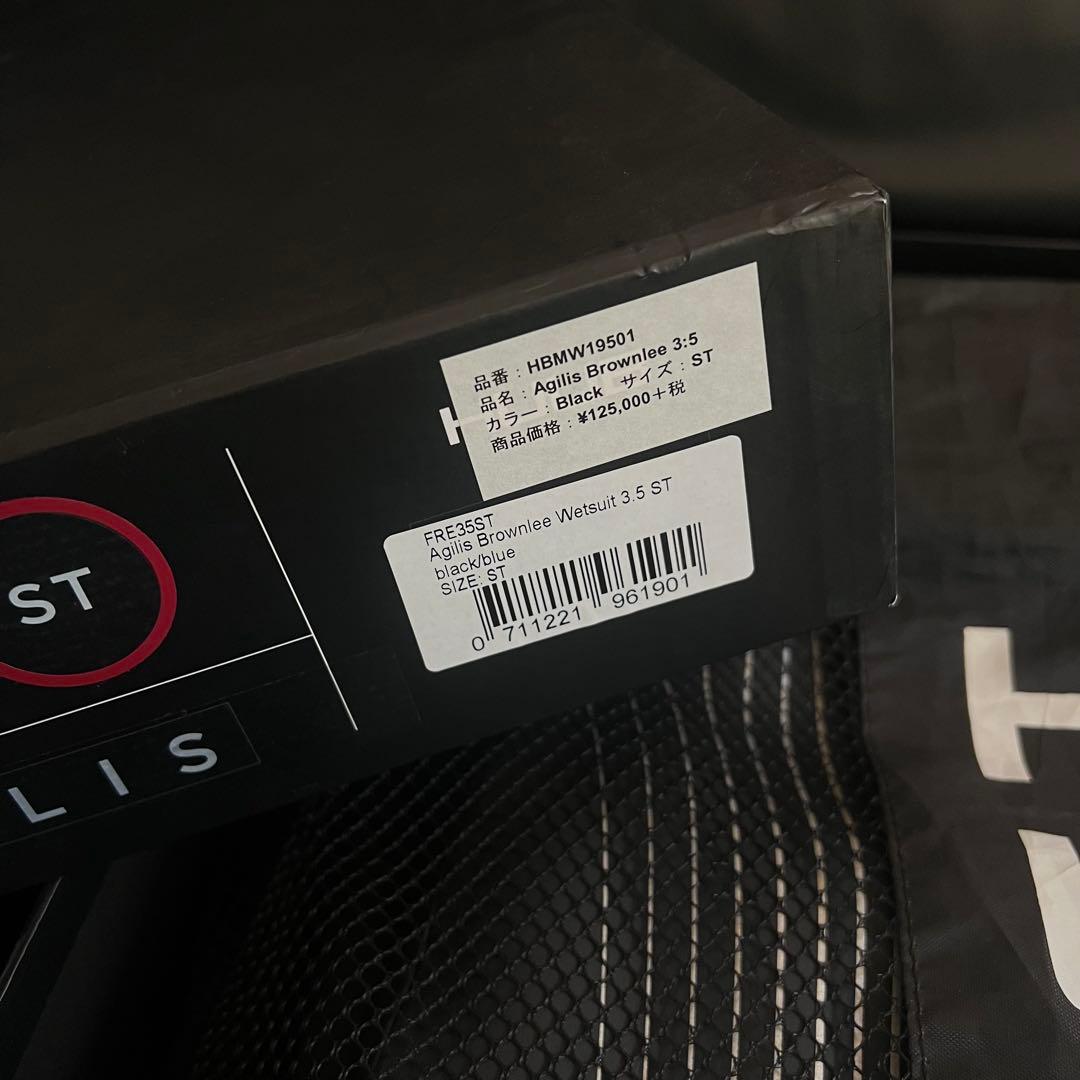 品番：HBMW19501
品名：Agilis Brownlee 3:5
カラー：Black サイズ：ST
商品価格：¥125,000＋税
H
FRE35ST
Agilis Brownlee Wetsuit 3.5 ST
black/blue
SIZE: ST
0 711221 961901
ST
LIS
H